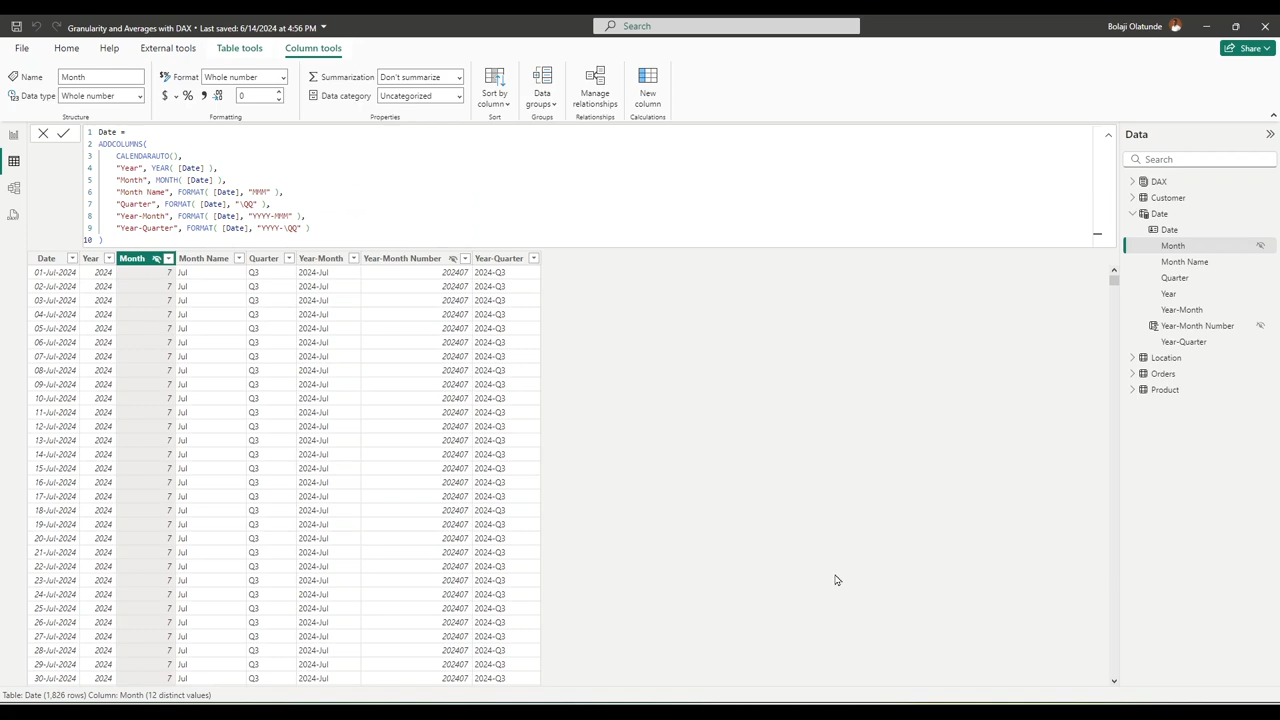 Granularity and Averages with DAX • Last saved: 6/14/2024 at 4:56 PM
Search
Bolaji Olatunde
File Home Help External tools Table tools Column tools
Share
Name Month
Data type Whole number
Structure
Format Whole number
$ % 0
Formatting
Summarization Don't summarize
Data category Uncategorized
Properties
Sort by column
Sort
Data groups
Groups
Manage relationships
Relationships
New column
Calculations
1 Date =
2 ADDCOLUMNS(
3 CALENDARAUTO(),
4 "Year", YEAR( [Date] ),
5 "Month", MONTH( [Date] ),
6 "Month Name", FORMAT( [Date], "MMM" ),
7 "Quarter", FORMAT( [Date], "\QQ" ),
8 "Year-Month", FORMAT( [Date], "YYYY-MMM" ),
9 "Year-Quarter", FORMAT( [Date], "YYYY-\QQ" )
10 )
Date Year Month Month Name Quarter Year-Month Year-Month Number Year-Quarter
01-Jul-2024 2024 7 Jul Q3 2024-Jul 202407 2024-Q3
02-Jul-2024 2024 7 Jul Q3 2024-Jul 202407 2024-Q3
03-Jul-2024 2024 7 Jul Q3 2024-Jul 202407 2024-Q3
04-Jul-2024 2024 7 Jul Q3 2024-Jul 202407 2024-Q3
05-Jul-2024 2024 7 Jul Q3 2024-Jul 202407 2024-Q3
06-Jul-2024 2024 7 Jul Q3 2024-Jul 202407 2024-Q3
07-Jul-2024 2024 7 Jul Q3 2024-Jul 202407 2024-Q3
08-Jul-2024 2024 7 Jul Q3 2024-Jul 202407 2024-Q3
09-Jul-2024 2024 7 Jul Q3 2024-Jul 202407 2024-Q3
10-Jul-2024 2024 7 Jul Q3 2024-Jul 202407 2024-Q3
11-Jul-2024 2024 7 Jul Q3 2024-Jul 202407 2024-Q3
12-Jul-2024 2024 7 Jul Q3 2024-Jul 202407 2024-Q3
13-Jul-2024 2024 7 Jul Q3 2024-Jul 202407 2024-Q3
14-Jul-2024 2024 7 Jul Q3 2024-Jul 202407 2024-Q3
15-Jul-2024 2024 7 Jul Q3 2024-Jul 202407 2024-Q3
16-Jul-2024 2024 7 Jul Q3 2024-Jul 202407 2024-Q3
17-Jul-2024 2024 7 Jul Q3 2024-Jul 202407 2024-Q3
18-Jul-2024 2024 7 Jul Q3 2024-Jul 202407 2024-Q3
19-Jul-2024 2024 7 Jul Q3 2024-Jul 202407 2024-Q3
20-Jul-2024 2024 7 Jul Q3 2024-Jul 202407 2024-Q3
21-Jul-2024 2024 7 Jul Q3 2024-Jul 202407 2024-Q3
22-Jul-2024 2024 7 Jul Q3 2024-Jul 202407 2024-Q3
23-Jul-2024 2024 7 Jul Q3 2024-Jul 202407 2024-Q3
24-Jul-2024 2024 7 Jul Q3 2024-Jul 202407 2024-Q3
25-Jul-2024 2024 7 Jul Q3 2024-Jul 202407 2024-Q3
26-Jul-2024 2024 7 Jul Q3 2024-Jul 202407 2024-Q3
27-Jul-2024 2024 7 Jul Q3 2024-Jul 202407 2024-Q3
28-Jul-2024 2024 7 Jul Q3 2024-Jul 202407 2024-Q3
29-Jul-2024 2024 7 Jul Q3 2024-Jul 202407 2024-Q3
30-Jul-2024 2024 7 Jul Q3 2024-Jul 202407 2024-Q3
Data
Search
DAX
Customer
Date
Date
Month
Month Name
Quarter
Year
Year-Month
Year-Month Number
Year-Quarter
Location
Orders
Product
Table: Date (1,826 rows) Column: Month (12 distinct values)